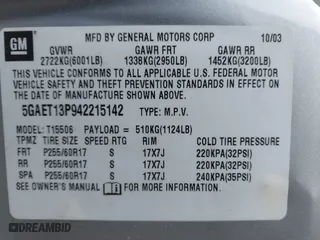 GM
MFD BY GENERAL MOTORS CORP 10/03
GVWR GAWR FRT GAWR RR
2722KG(6001LB) 1338KG(2950LB) 1452KG(3200LB)
THIS VEHICLE CONFORMS TO ALL APPLICABLE U.S. FEDERAL MOTOR
VEHICLE SAFETY AND THEFT PREVENTION STANDARDS IN EFFECT ON
THE DATE OF MANUFACTURE SHOWN ABOVE.
5GAET13P942215142 TYPE: M.P.V.
MODEL: T15506 PAYLOAD = 510KG(1124LB)
TPMZ TIRE SIZE SPEED RTG RIM COLD TIRE PRESSURE
FRT P255/60R17 S 17X7J 220KPA(32PSI)
RR P255/60R17 S 17X7J 220KPA(32PSI)
SPA P255/60R17 S 17X7J 240KPA(35PSI)
SEE OWNER'S MANUAL FOR MORE INFORMATION
DREAMBID